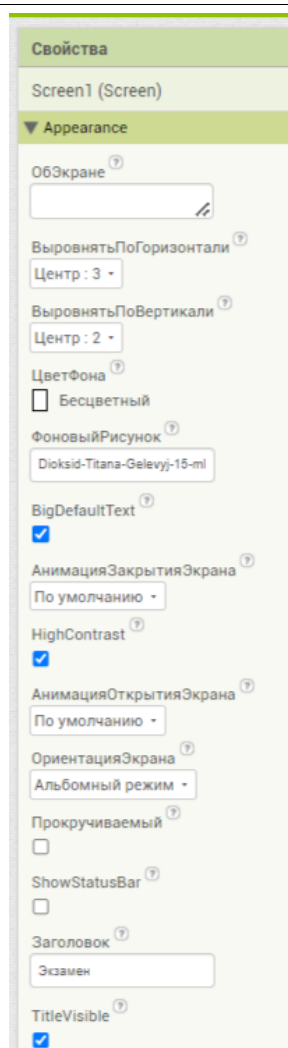 Свойства
Screen1 (Screen)
Appearance
ОбЭкране
ВыровнятьПоГоризонтали
Центр : 3
ВыровнятьПоВертикали
Центр : 2
ЦветФона
Бесцветный
ФоновыйРисунок
Dioksid-Titana-Gelevyj-15-ml
BigDefaultText
АнимацияЗакрытияЭкрана
По умолчанию
HighContrast
АнимацияОткрытияЭкрана
По умолчанию
ОриентацияЭкрана
Альбомный режим
Прокручиваемый
ShowStatusBar
Заголовок
Экзамен
TitleVisible